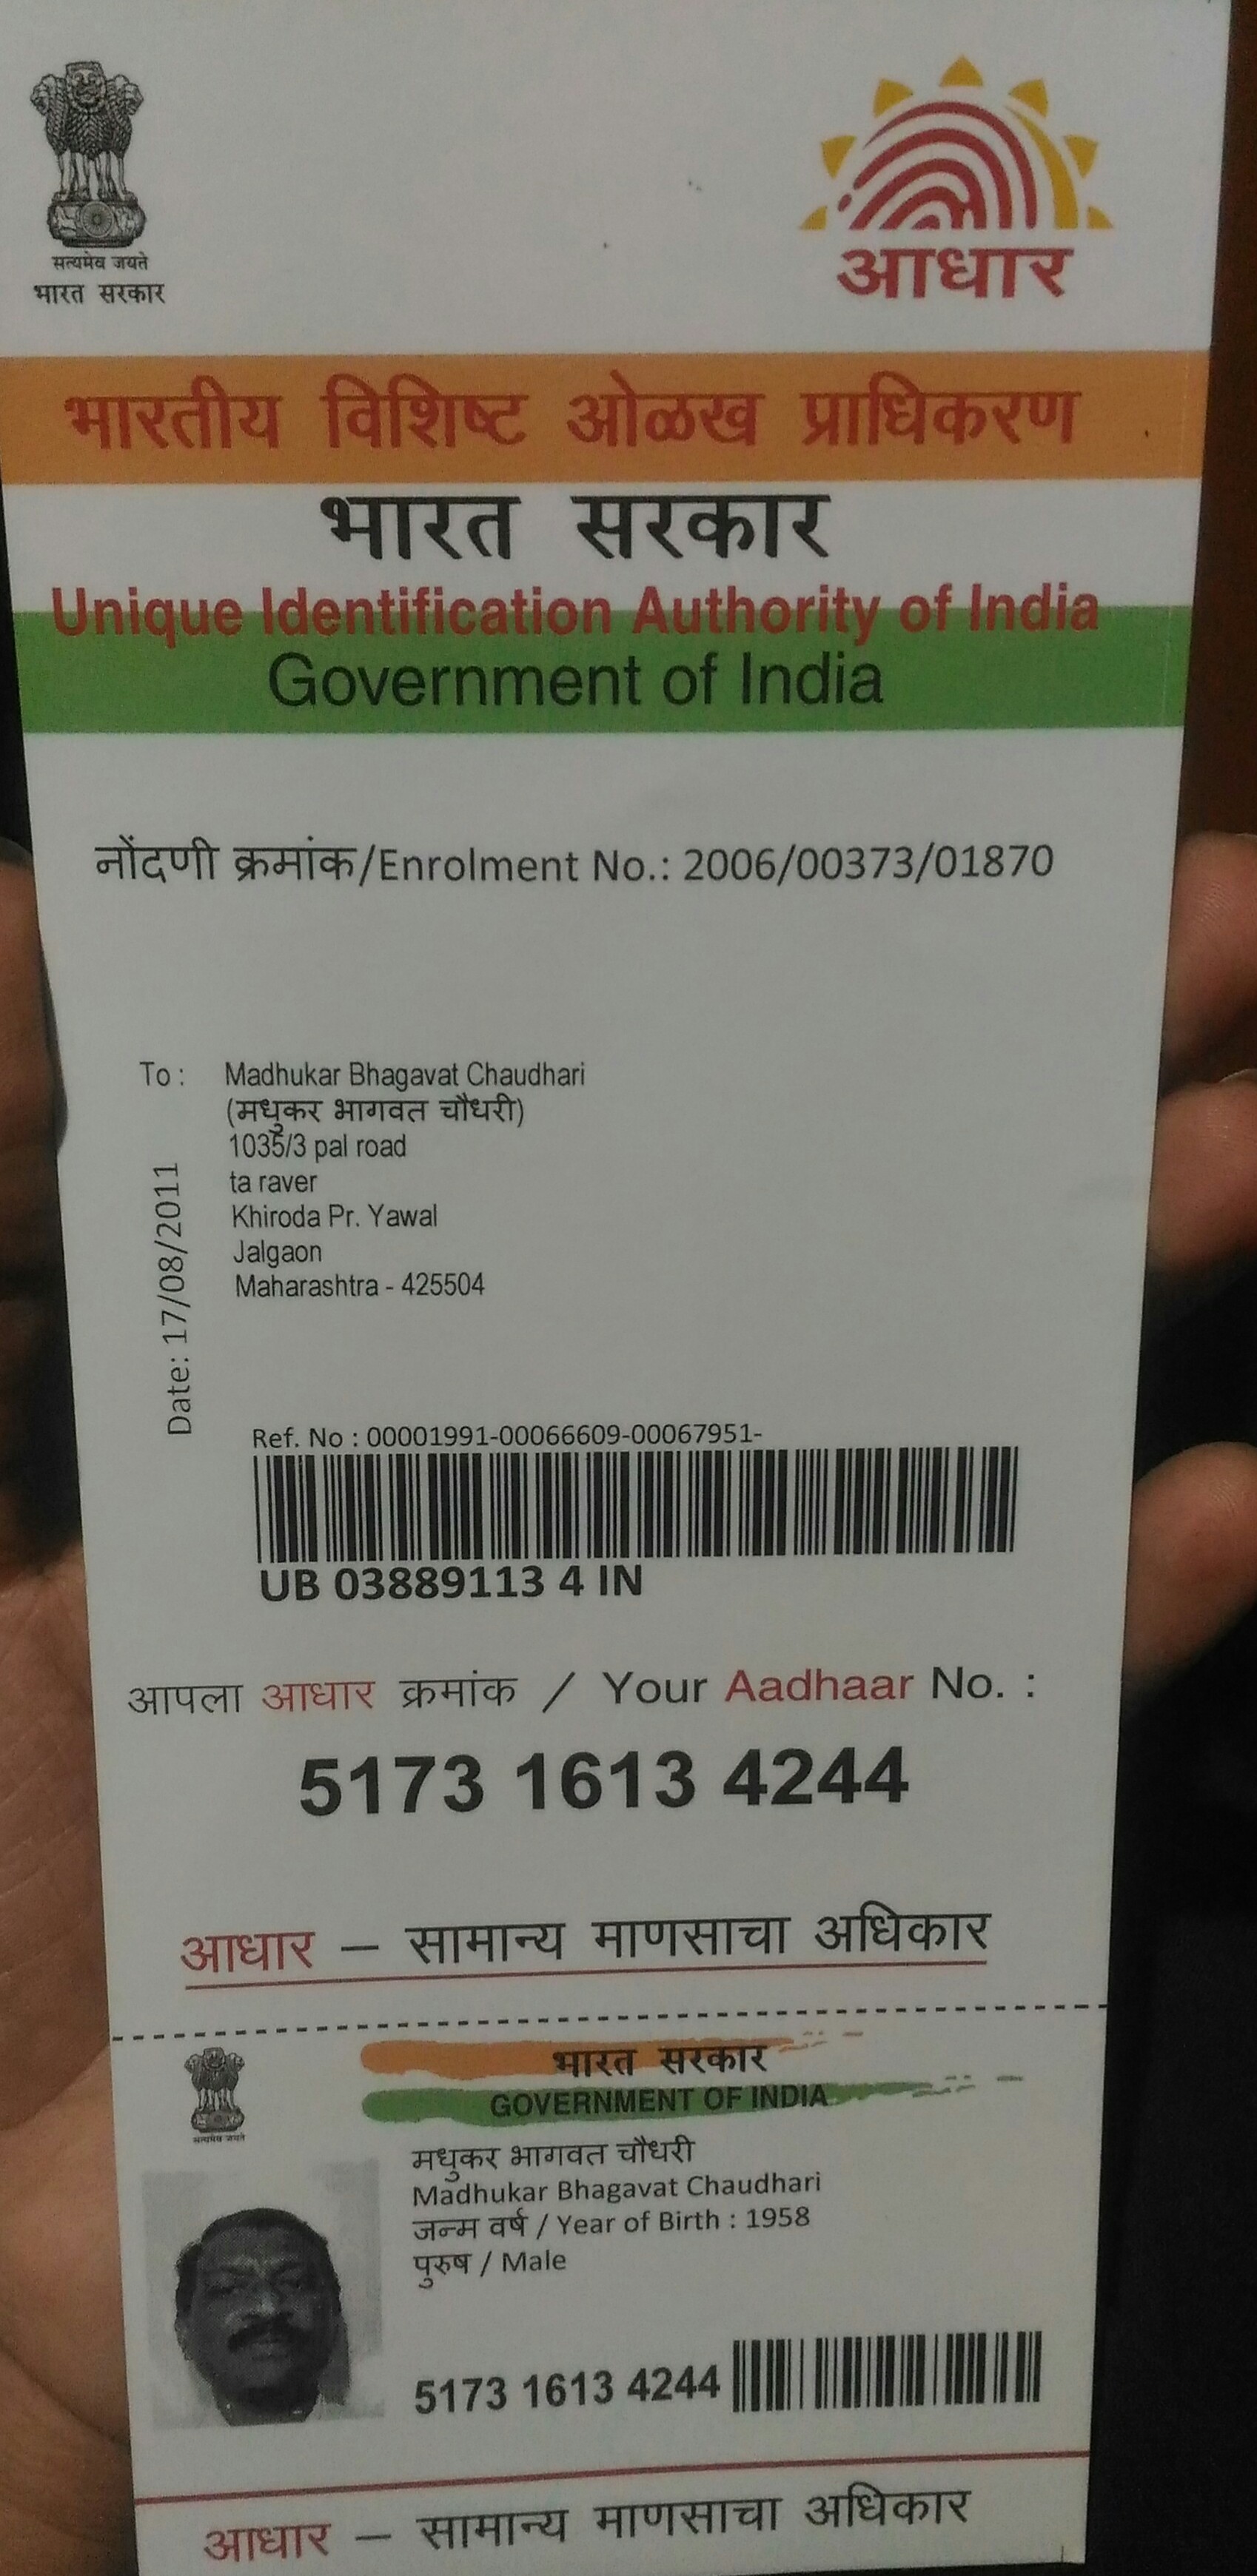 सत्यमेव जयते
भारत सरकार
आधार
भारतीय विशिष्ट ओळख प्राधिकरण
भारत सरकार
Unique Identification Authority of India
Government of India
नोंदणी क्रमांक/Enrolment No.: 2006/00373/01870
To : Madhukar Bhagavat Chaudhari
(मधुकर भागवत चौधरी)
1035/3 pal road
ta raver
Khiroda Pr. Yawal
Jalgaon
Maharashtra - 425504
Date: 17/08/2011
Ref. No : 00001991-00066609-00067951-
UB 03889113 4 IN
आपला आधार क्रमांक / Your Aadhaar No. :
5173 1613 4244
आधार – सामान्य माणसाचा अधिकार
भारत सरकार
GOVERNMENT OF INDIA
सत्यमेव जयते
मधुकर भागवत चौधरी
Madhukar Bhagavat Chaudhari
जन्म वर्ष / Year of Birth : 1958
पुरुष / Male
5173 1613 4244
आधार – सामान्य माणसाचा अधिकार